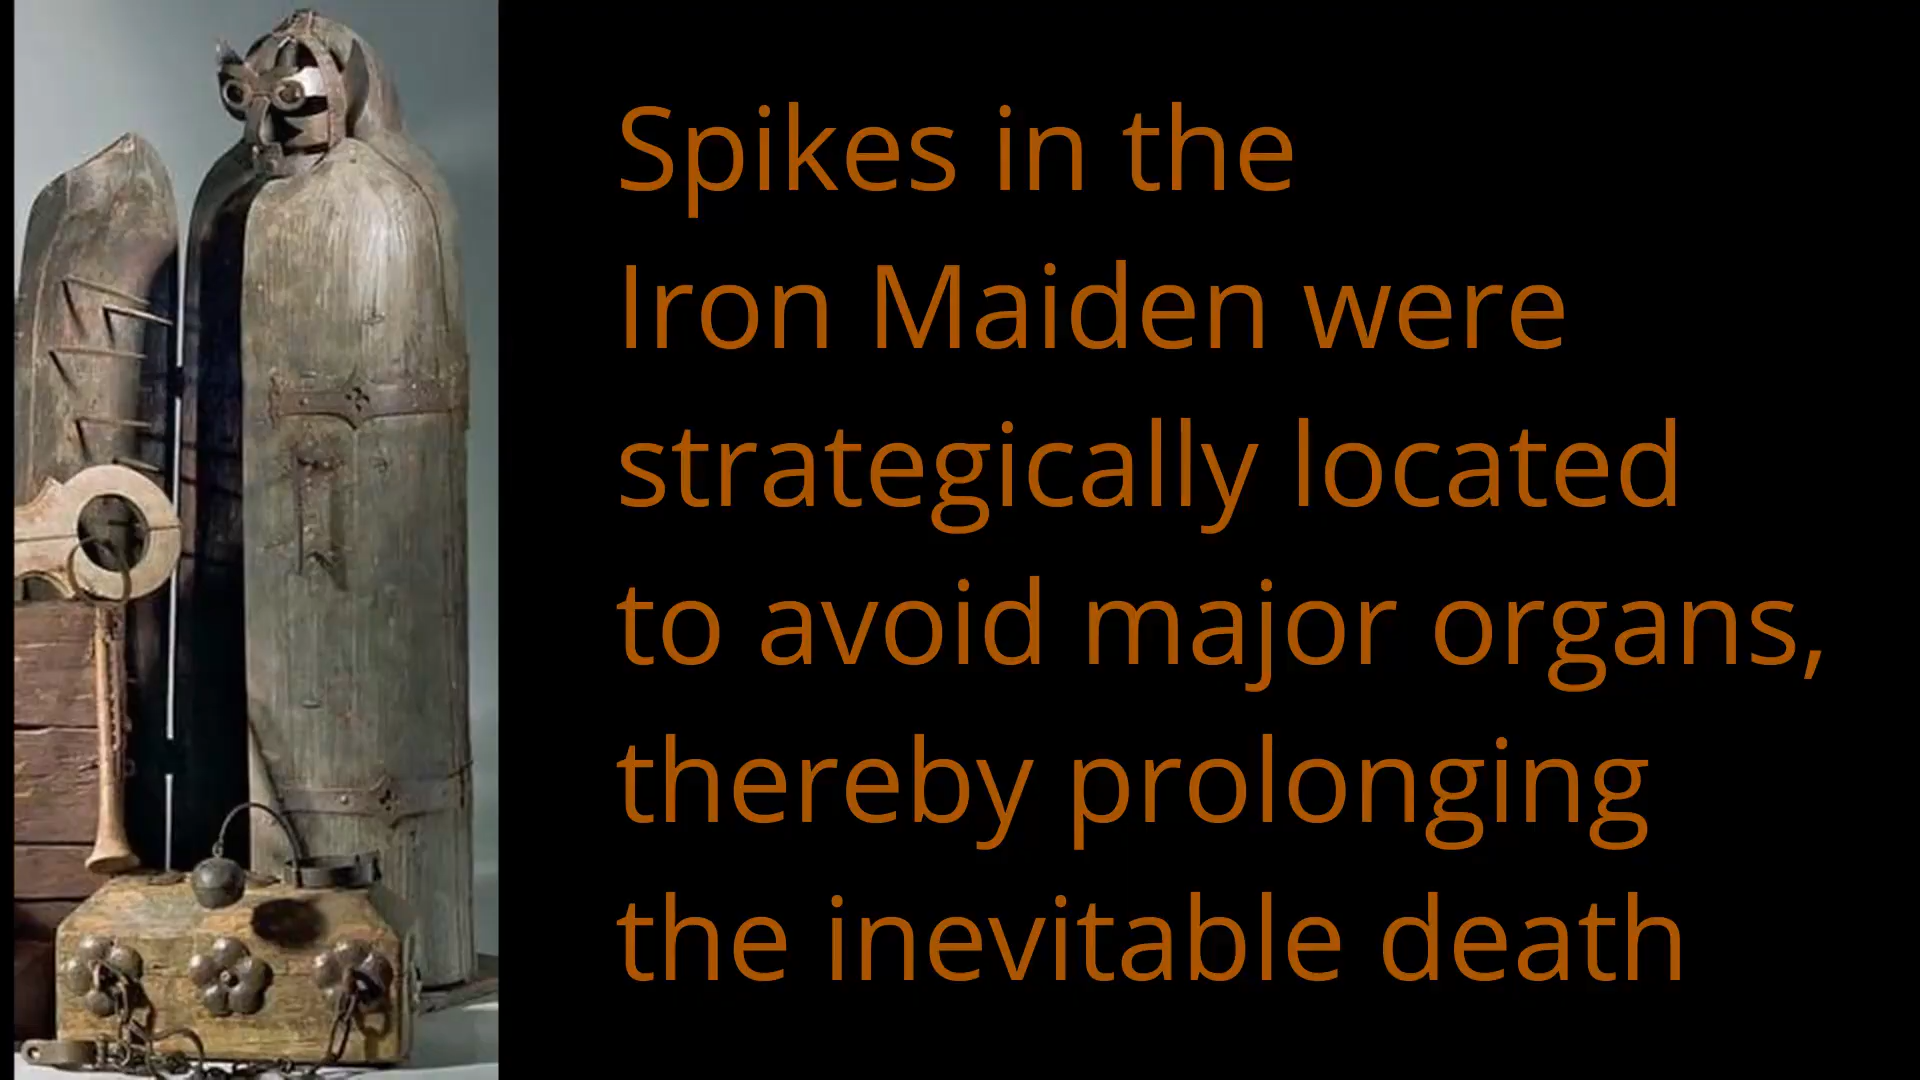 Spikes in the
Iron Maiden were
strategically located
to avoid major organs,
thereby prolonging
the inevitable death